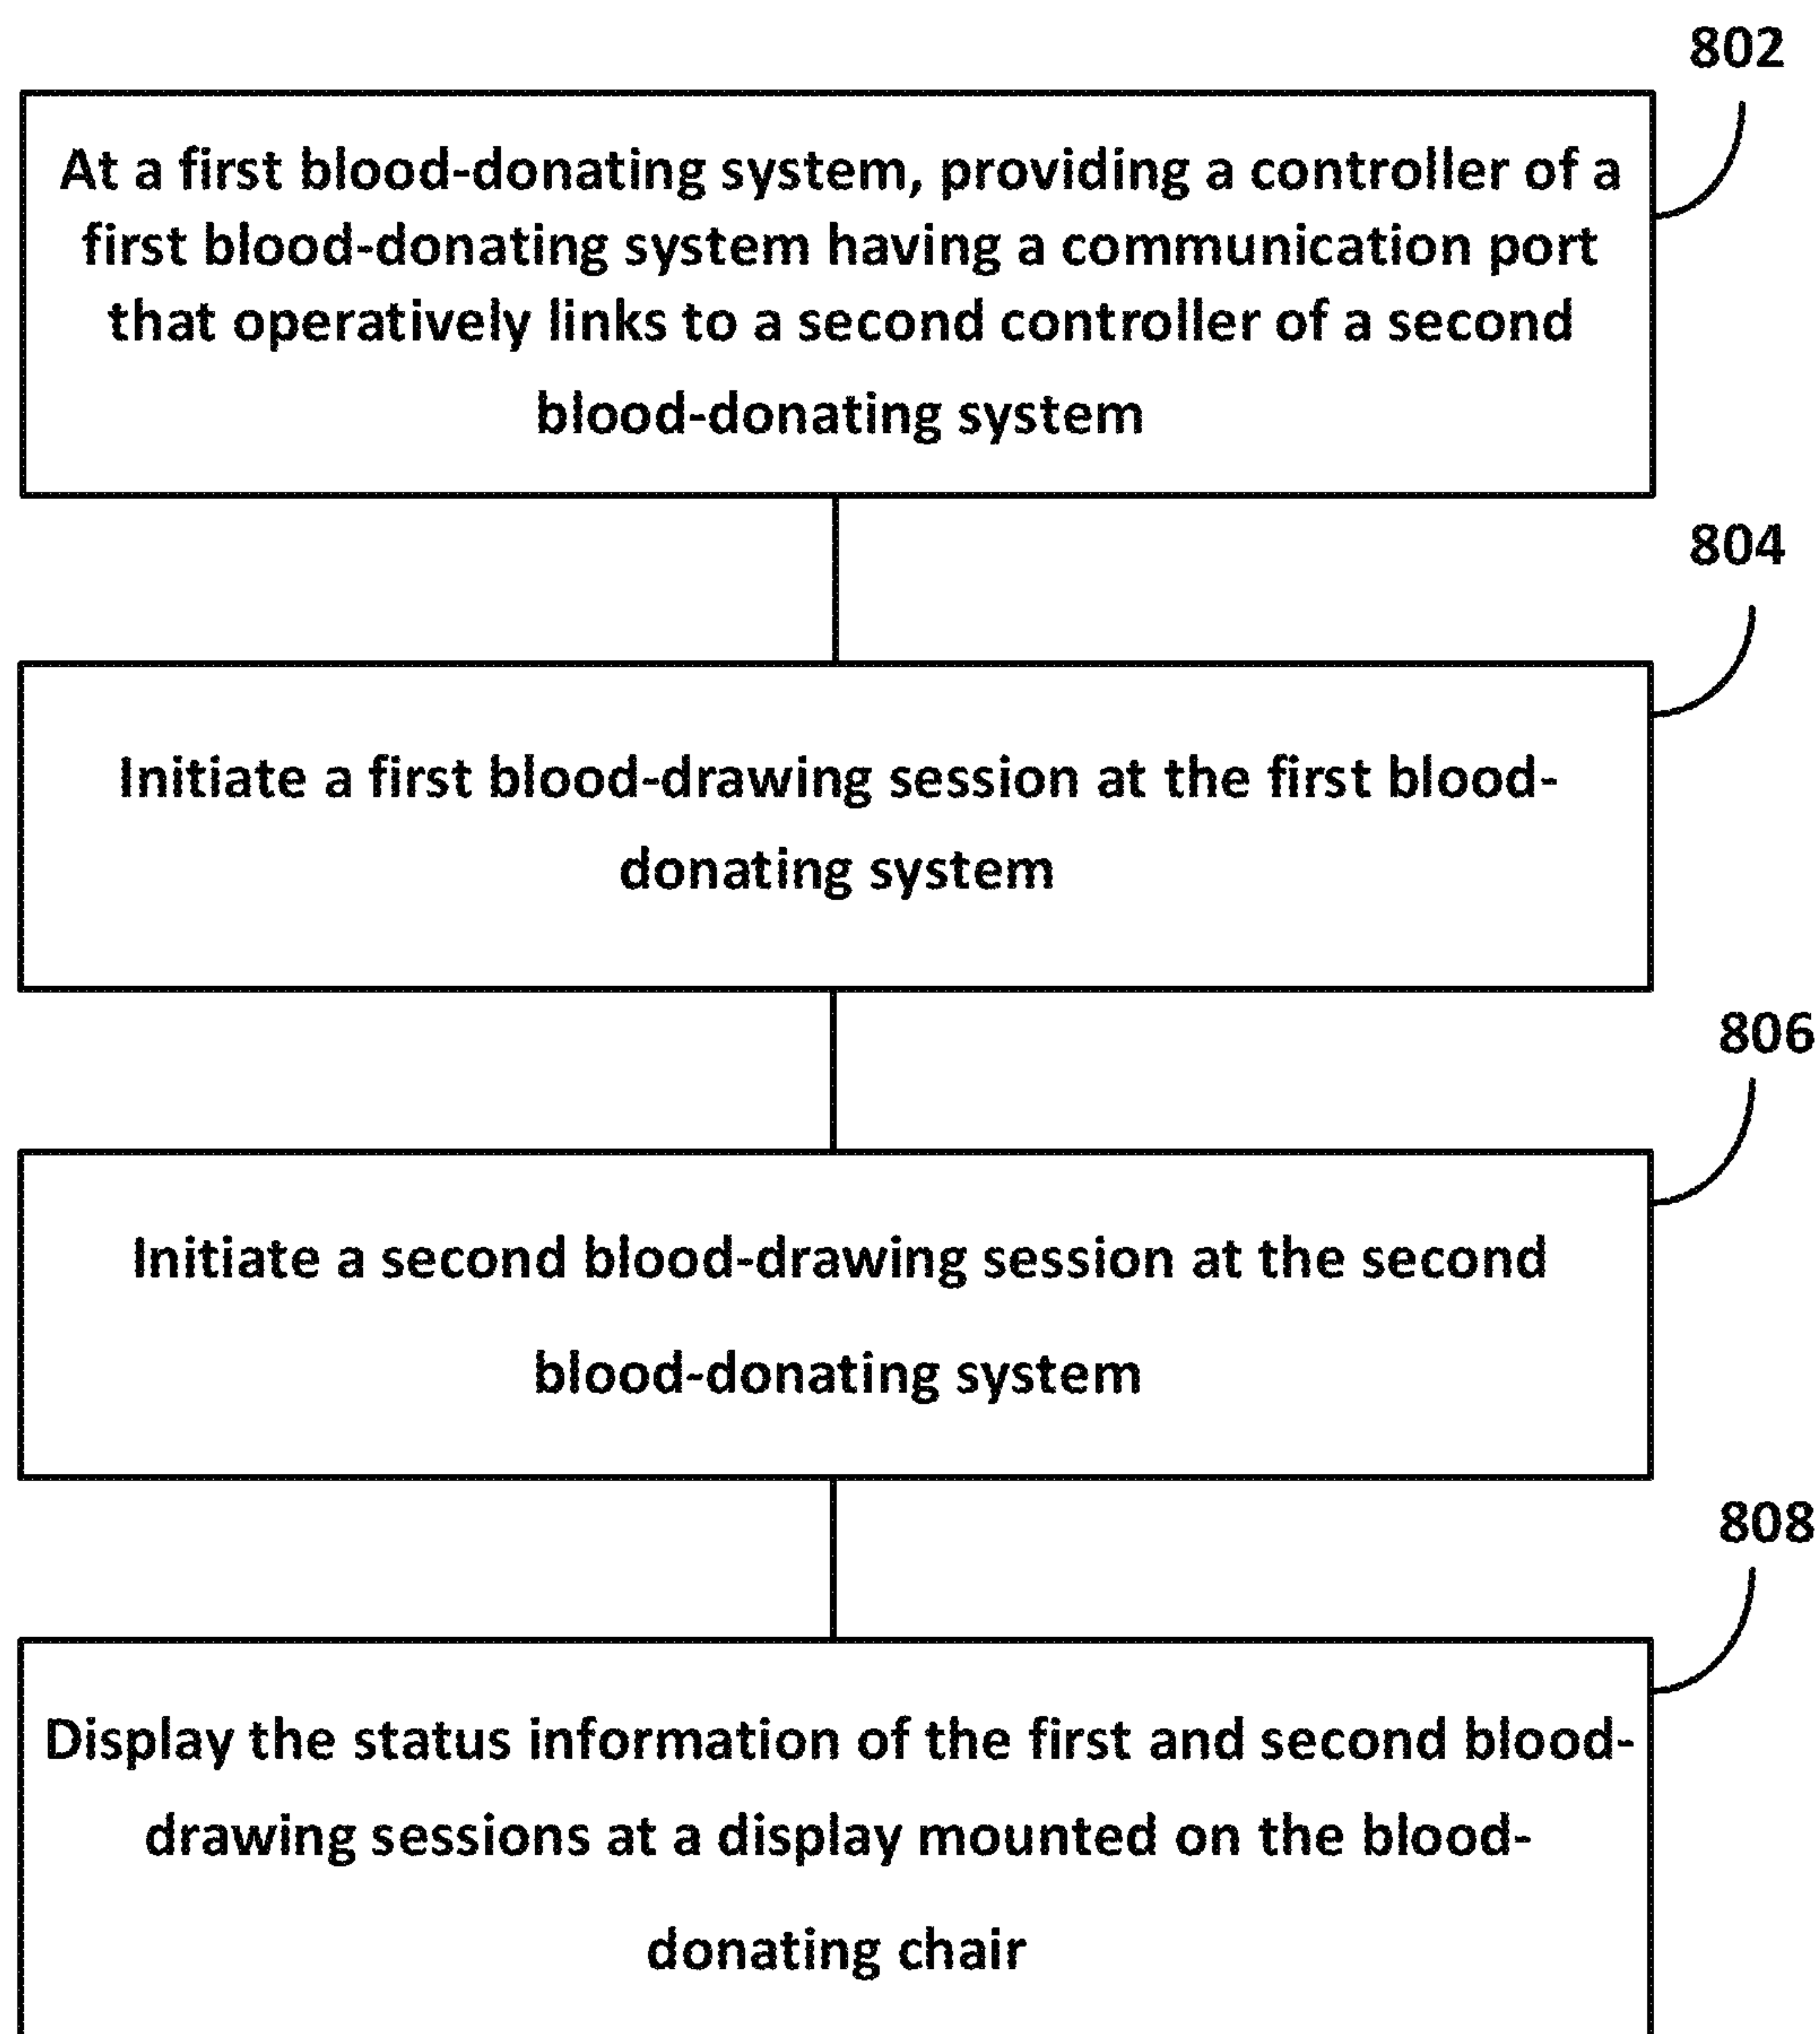 802
At a first blood-donating system, providing a controller of a
first blood-donating system having a communication port
that operatively links to a second controller of a second
blood-donating system
804
Initiate a first blood-drawing session at the first blood-
donating system
806
Initiate a second blood-drawing session at the second
blood-donating system
808
Display the status information of the first and second blood-
drawing sessions at a display mounted on the blood-
donating chair